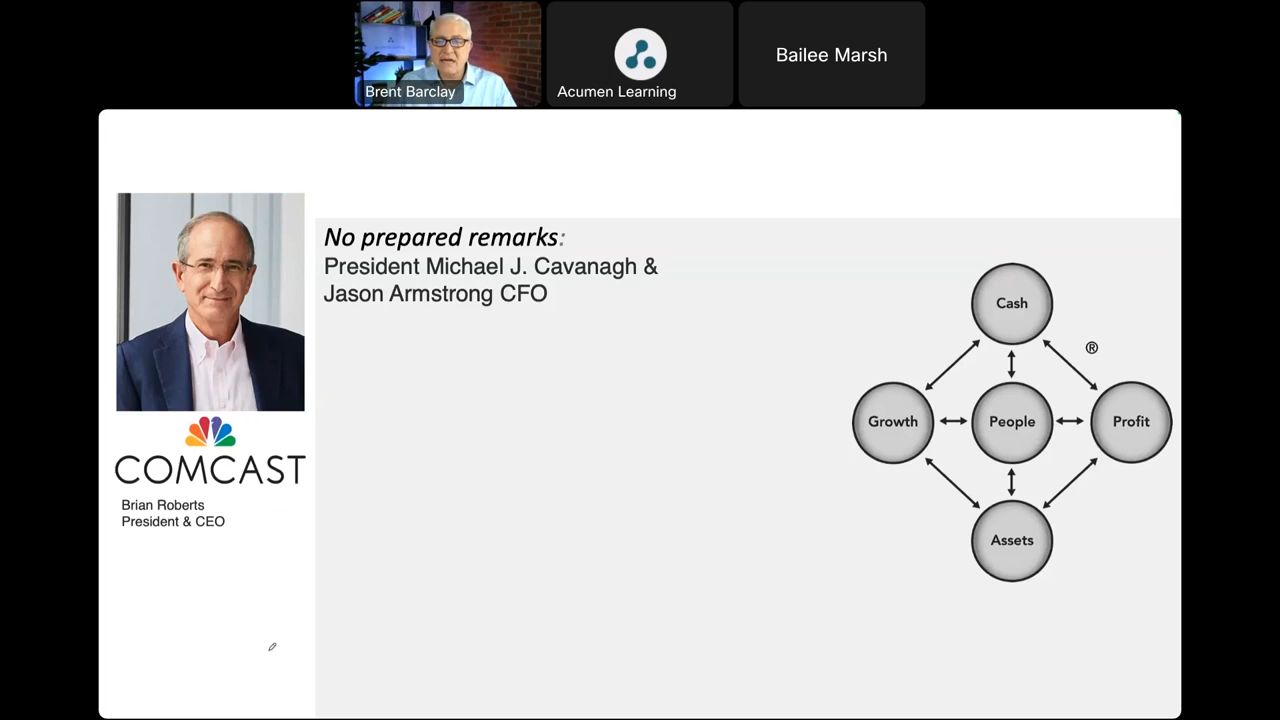 Brent Barclay
Acumen Learning
Bailee Marsh
No prepared remarks:
President Michael J. Cavanagh &
Jason Armstrong CFO
COMCAST
Brian Roberts
President & CEO
Cash
®
Growth
People
Profit
Assets